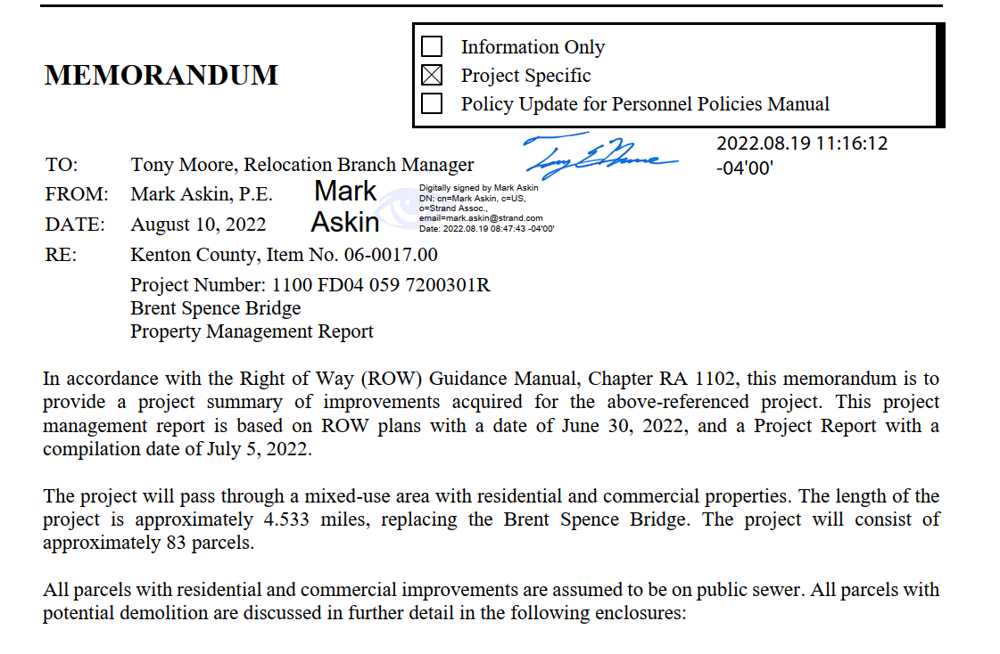 MEMORANDUM
Information Only
Project Specific
Policy Update for Personnel Policies Manual
2022.08.19 11:16:12
-04'00'
TO: Tony Moore, Relocation Branch Manager
FROM: Mark Askin, P.E.
DATE: August 10, 2022
Mark
Askin
Digitally signed by Mark Askin
DN: cn=Mark Askin, c=US,
o=Strand Assoc.,
email=mark.askin@strand.com
Date: 2022.08.19 08:47:43 -04'00'
RE: Kenton County, Item No. 06-0017.00
Project Number: 1100 FD04 059 7200301R
Brent Spence Bridge
Property Management Report
In accordance with the Right of Way (ROW) Guidance Manual, Chapter RA 1102, this memorandum is to
provide a project summary of improvements acquired for the above-referenced project. This project
management report is based on ROW plans with a date of June 30, 2022, and a Project Report with a
compilation date of July 5, 2022.
The project will pass through a mixed-use area with residential and commercial properties. The length of the
project is approximately 4.533 miles, replacing the Brent Spence Bridge. The project will consist of
approximately 83 parcels.
All parcels with residential and commercial improvements are assumed to be on public sewer. All parcels with
potential demolition are discussed in further detail in the following enclosures: